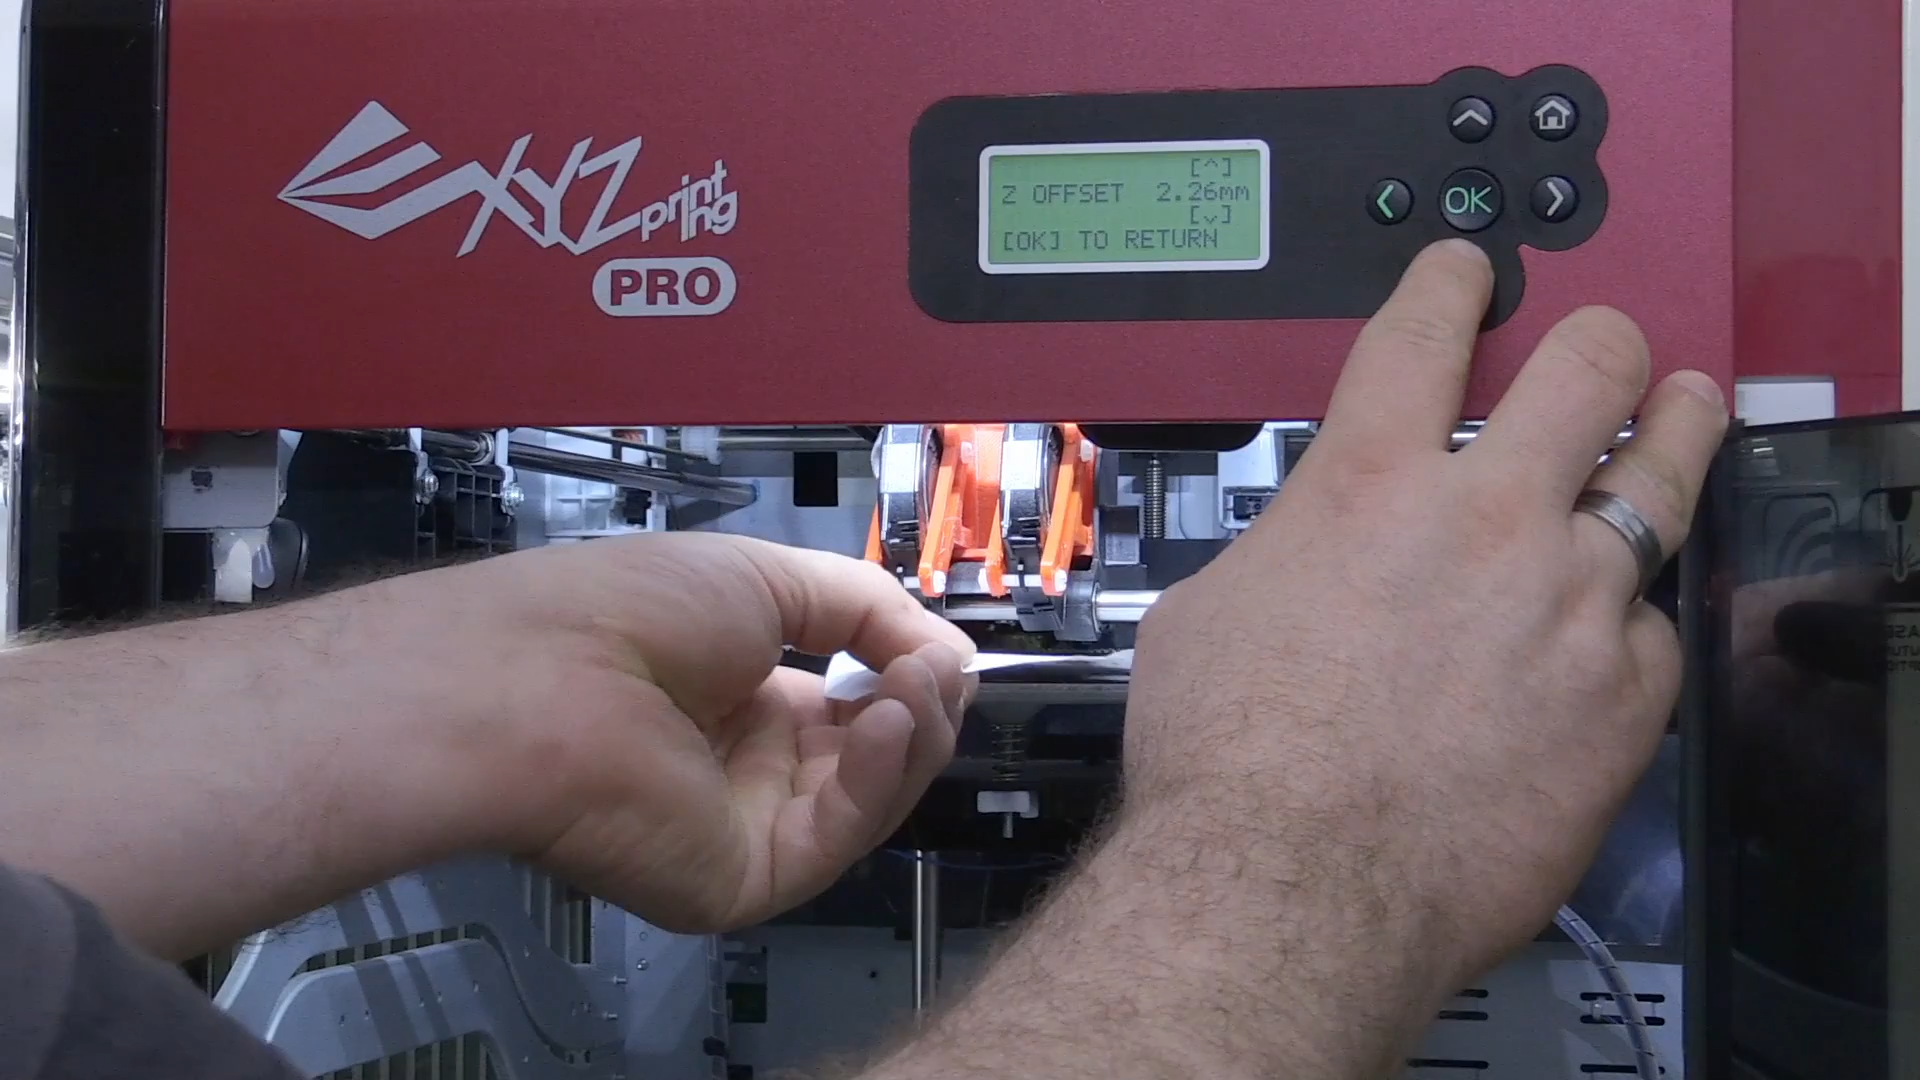 XYZ printing
PRO
[^]
Z OFFSET 2.26mm
[v]
[OK] TO RETURN
OK